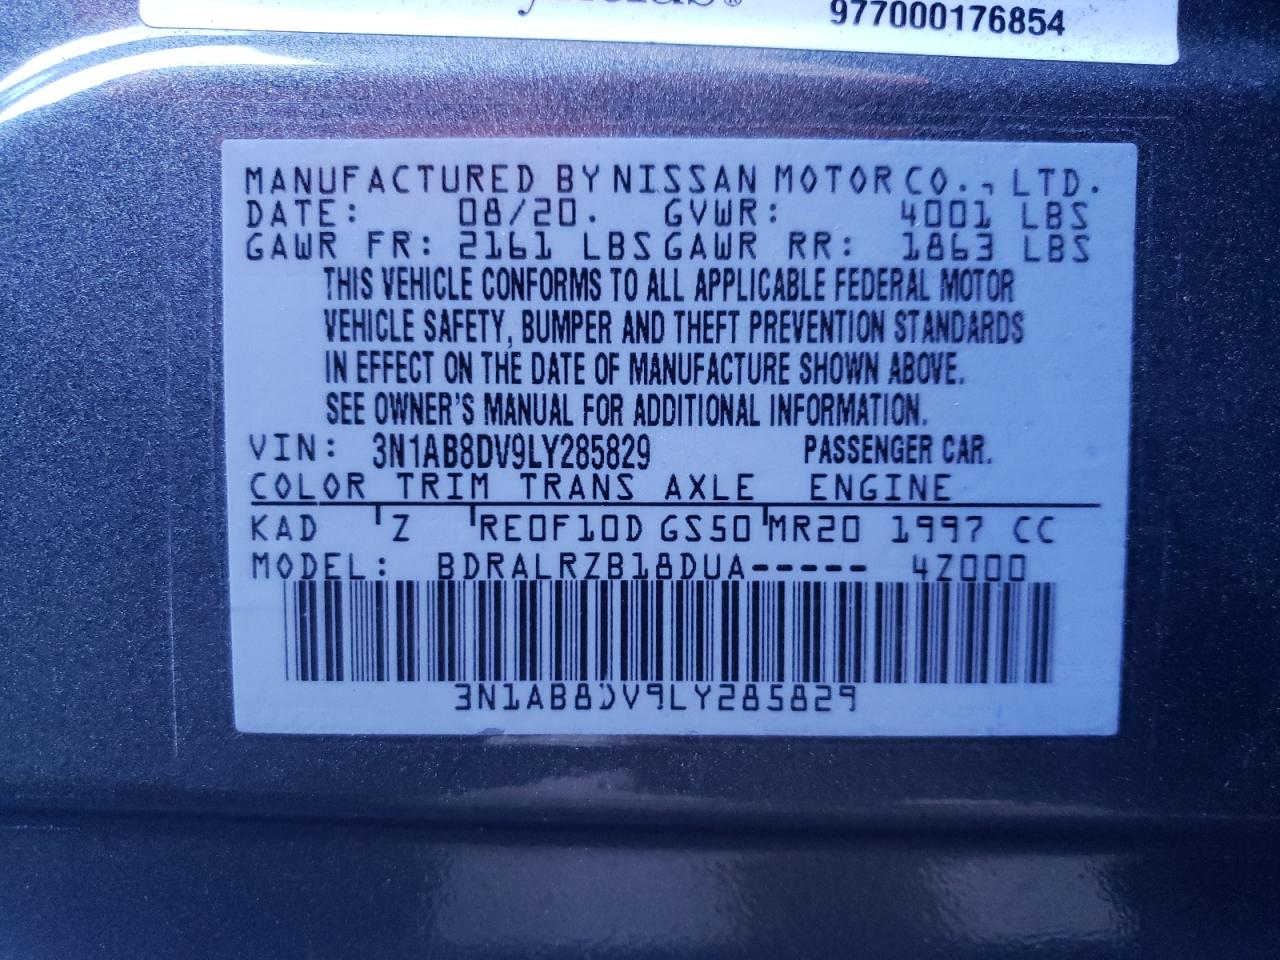 977000176854
MANUFACTURED BY NISSAN MOTOR CO., LTD.
DATE: 08/20. GVWR: 4001 LBS
GAWR FR: 2161 LBS GAWR RR: 1863 LBS
THIS VEHICLE CONFORMS TO ALL APPLICABLE FEDERAL MOTOR
VEHICLE SAFETY, BUMPER AND THEFT PREVENTION STANDARDS
IN EFFECT ON THE DATE OF MANUFACTURE SHOWN ABOVE.
SEE OWNER'S MANUAL FOR ADDITIONAL INFORMATION.
VIN: 3N1AB8DV9LY285829 PASSENGER CAR.
COLOR TRIM TRANS AXLE ENGINE
KAD Z RE0F10D GS50 MR20 1997 CC
MODEL: BDRALRZB18DUA----- 4Z000
3N1AB8DV9LY285829